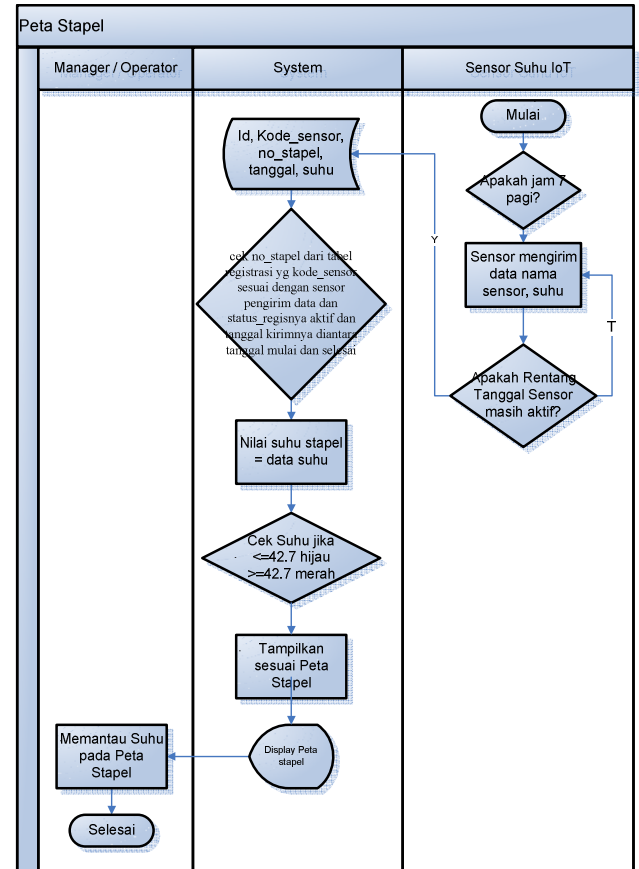 Peta Stapel
Manager / Operator
System
Sensor Suhu IoT
Mulai
Apakah jam 7
pagi?
Sensor mengirim
data nama
sensor, suhu
Apakah Rentang
Tanggal Sensor
masih aktif?
T
Y
Id, Kode_sensor,
no_stapel,
tanggal, suhu
cek no_stapel dari tabel
registrasi yg kode_sensor
sesuai dengan sensor
pengirim data dan
status_regisnya aktif dan
tanggal kirimnya diantara
tanggal mulai dan selesai
Nilai suhu stapel
= data suhu
Cek Suhu jika
<=42.7 hijau
>=42.7 merah
Tampilkan
sesuai Peta
Stapel
Display Peta
stapel
Memantau Suhu
pada Peta
Stapel
Selesai